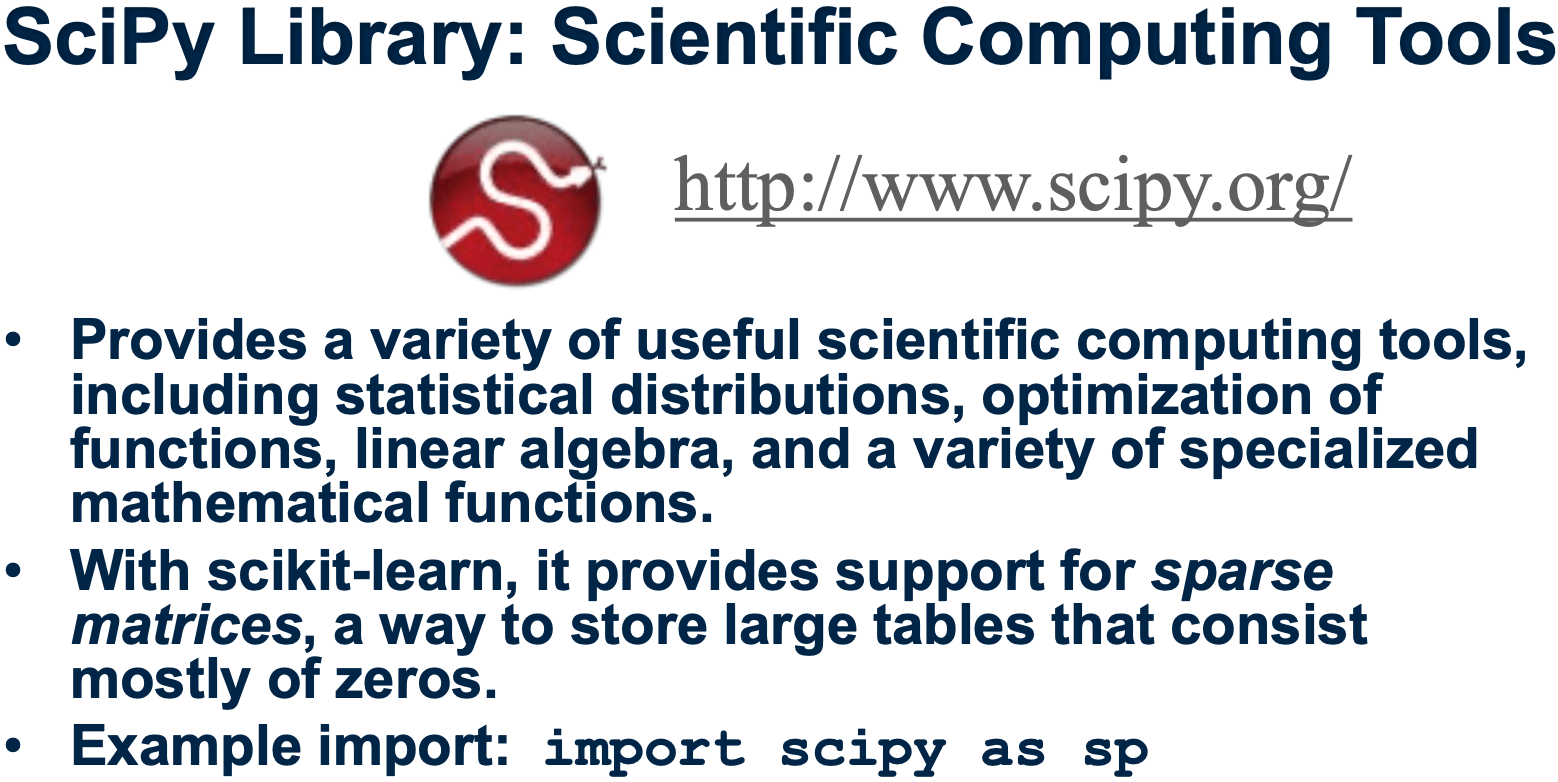 SciPy Library: Scientific Computing Tools
http://www.scipy.org/
• Provides a variety of useful scientific computing tools,
including statistical distributions, optimization of
functions, linear algebra, and a variety of specialized
mathematical functions.
• With scikit-learn, it provides support for sparse
matrices, a way to store large tables that consist
mostly of zeros.
• Example import: import scipy as sp